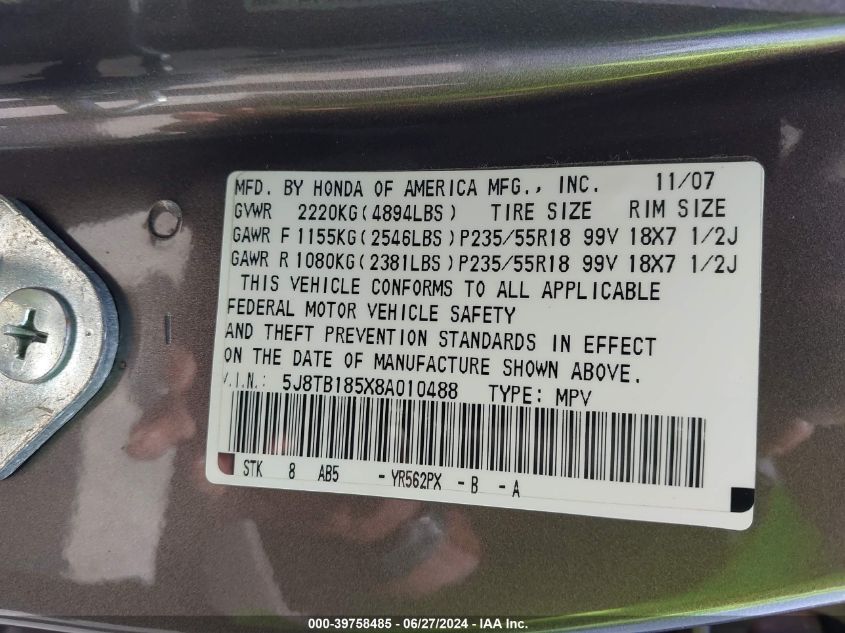 MFD. BY HONDA OF AMERICA MFG., INC. 11/07
GVWR 2220KG(4894LBS) TIRE SIZE RIM SIZE
GAWR F 1155KG(2546LBS)P235/55R18 99V 18X7 1/2J
GAWR R 1080KG(2381LBS)P235/55R18 99V 18X7 1/2J
THIS VEHICLE CONFORMS TO ALL APPLICABLE
FEDERAL MOTOR VEHICLE SAFETY
AND THEFT PREVENTION STANDARDS IN EFFECT
ON THE DATE OF MANUFACTURE SHOWN ABOVE.
V.I.N.: 5J8TB185X8A010488 TYPE: MPV
STK 8 AB5 -YR562PX -B -A
000-39758485 - 06/27/2024 - IAA Inc.